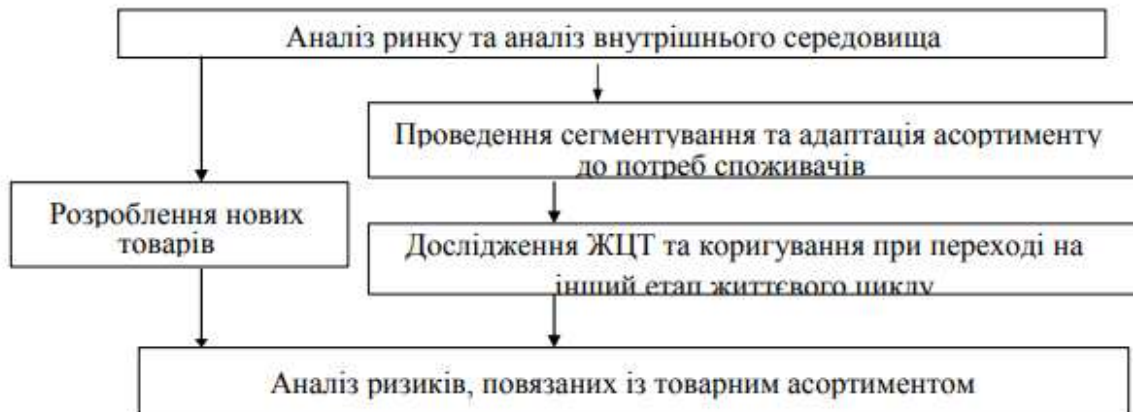 Аналіз ринку та аналіз внутрішнього середовища
Проведення сегментування та адаптація асортименту
до потреб споживачів
Розроблення нових
товарів
Дослідження ЖЦТ та коригування при переході на
інший етап життєвого циклу
Аналіз ризиків, повязаних із товарним асортиментом